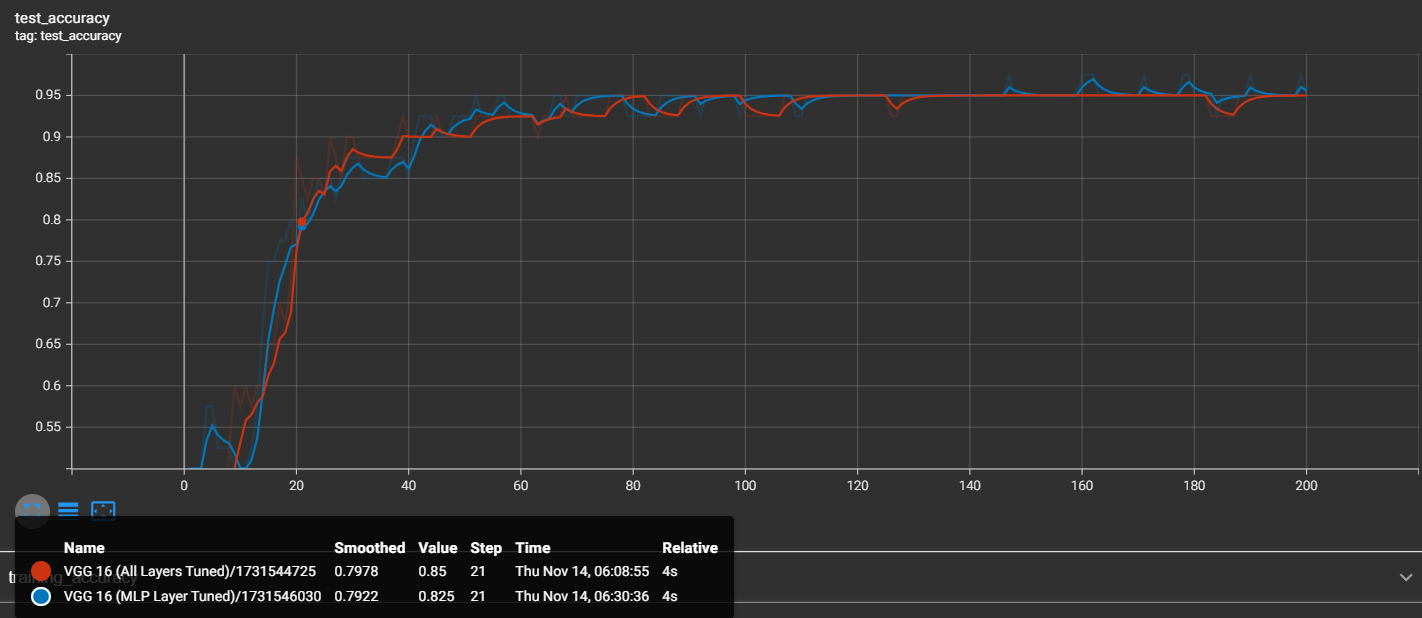 test_accuracy
tag: test_accuracy
0.95
0.9
0.85
0.8
0.75
0.7
0.65
0.6
0.55
0 20 40 60 80 100 120 140 160 180 200
Name Smoothed Value Step Time Relative
VGG 16 (All Layers Tuned)/1731544725 0.7978 0.85 21 Thu Nov 14, 06:08:55 4s
training_accuracy
VGG 16 (MLP Layer Tuned)/1731546030 0.7922 0.825 21 Thu Nov 14, 06:30:36 4s